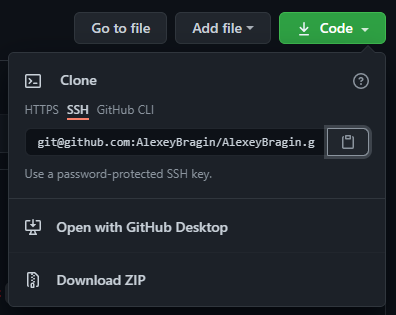 Go to file Add file Code
Clone
HTTPS SSH GitHub CLI
git@github.com:AlexeyBragin/AlexeyBragin.g
Use a password-protected SSH key.
Open with GitHub Desktop
Download ZIP